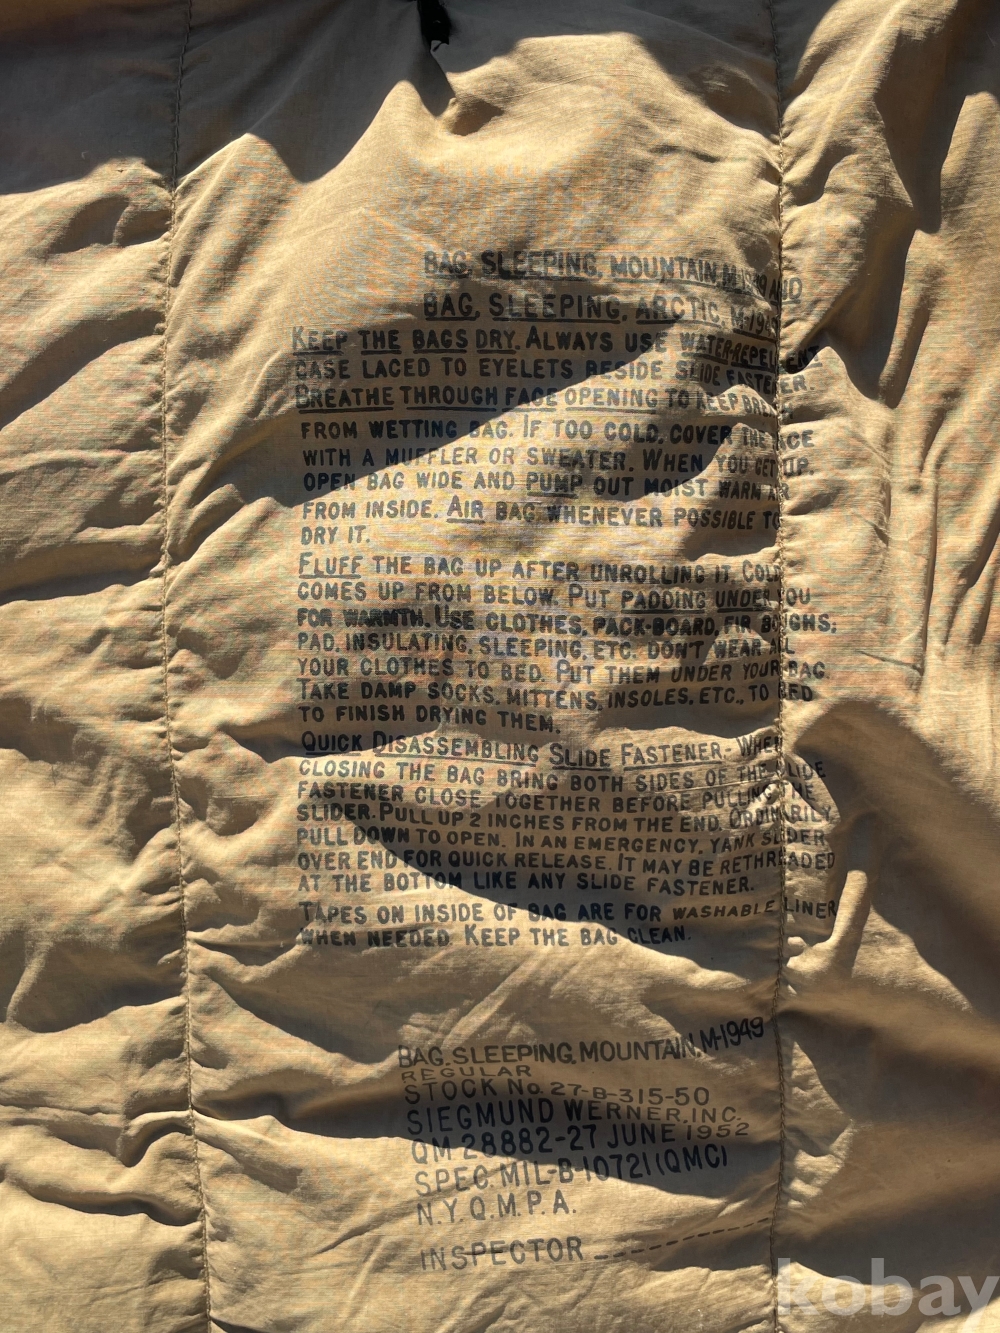 BAG, SLEEPING, MOUNTAIN, M-1949 AND
BAG, SLEEPING, ARCTIC, M-1949
KEEP THE BAGS DRY. ALWAYS USE WATER-REPELLENT
CASE LACED TO EYELETS BESIDE SLIDE FASTENER.
BREATHE THROUGH FACE OPENING TO KEEP BREATH
FROM WETTING BAG. IF TOO COLD, COVER THE FACE
WITH A MUFFLER OR SWEATER. WHEN YOU GET UP,
OPEN BAG WIDE AND PUMP OUT MOIST WARM AIR
FROM INSIDE. AIR BAG WHENEVER POSSIBLE TO
DRY IT.
FLUFF THE BAG UP AFTER UNROLLING IT. COLD
COMES UP FROM BELOW. PUT PADDING UNDER YOU
FOR WARMTH. USE CLOTHES, PACK-BOARD, FIR BOUGHS,
PAD, INSULATING, SLEEPING, ETC. DON'T WEAR ALL
YOUR CLOTHES TO BED. PUT THEM UNDER YOUR BAG.
TAKE DAMP SOCKS, MITTENS, INSOLES, ETC., TO BED
TO FINISH DRYING THEM.
QUICK DISASSEMBLING SLIDE FASTENER.- WHEN
CLOSING THE BAG BRING BOTH SIDES OF THE SLIDE
FASTENER CLOSE TOGETHER BEFORE PULLING THE
SLIDER. PULL UP 2 INCHES FROM THE END. ORDINARILY
PULL DOWN TO OPEN. IN AN EMERGENCY, YANK SLIDER
OVER END FOR QUICK RELEASE. IT MAY BE RETHREADED
AT THE BOTTOM LIKE ANY SLIDE FASTENER.
TAPES ON INSIDE OF BAG ARE FOR WASHABLE LINER
WHEN NEEDED. KEEP THE BAG CLEAN.
BAG, SLEEPING, MOUNTAIN, M-1949
REGULAR
STOCK No. 27-B-315-50
SIEGMUND WERNER, INC.
QM 28882-27 JUNE 1952
SPEC. MIL-B-10721 (QMC)
N.Y.Q.M.P.A.
INSPECTOR
kobay